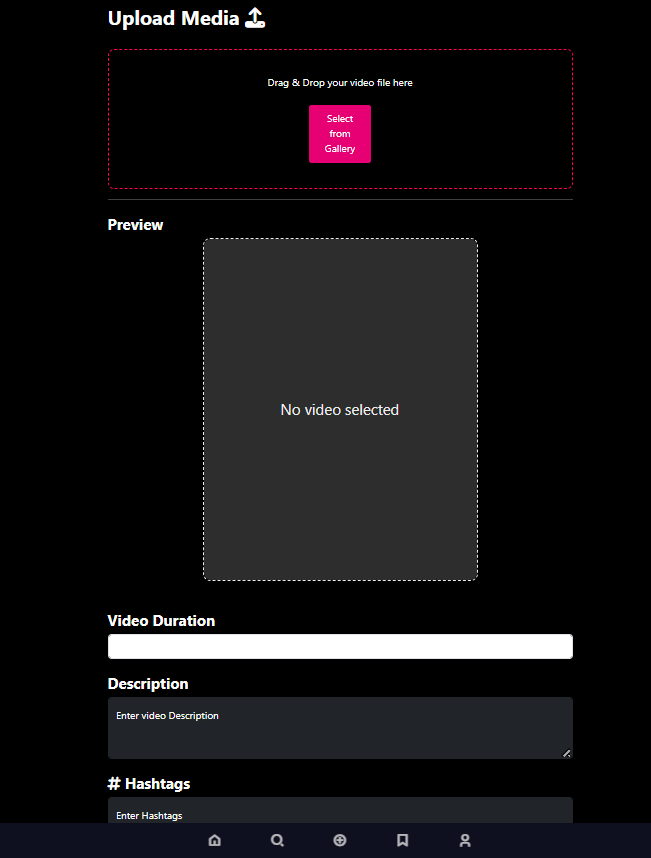 Upload Media
Drag & Drop your video file here
Select
from
Gallery
Preview
No video selected
Video Duration
Description
Enter video Description
# Hashtags
Enter Hashtags